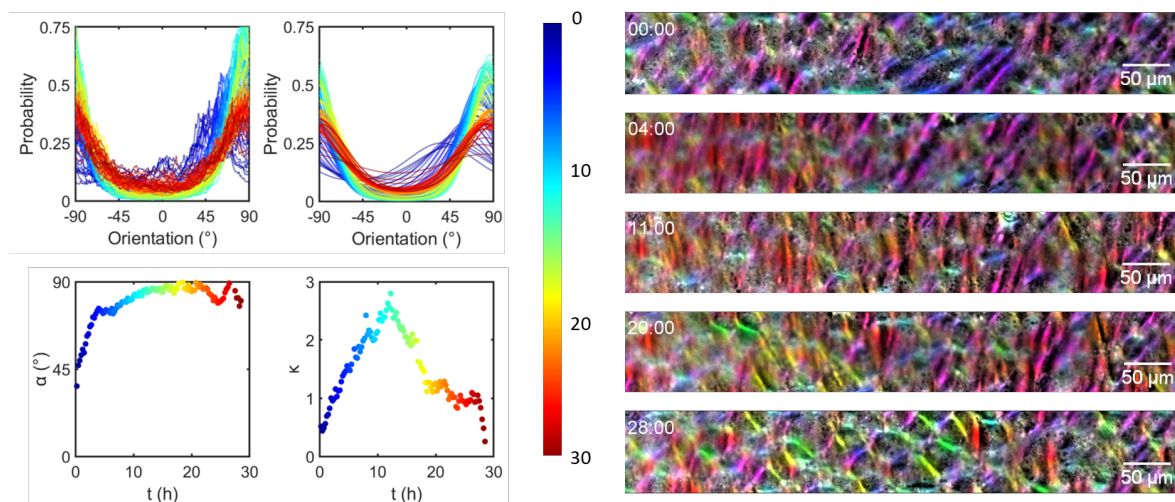 0.75
0.5
0.25
0
Probability
-90 -45 0 45 90
Orientation (°)
0.75
0.5
0.25
0
Probability
-90 -45 0 45 90
Orientation (°)
90
45
0
α (°)
0 10 20 30
t (h)
3
2
1
0
κ
0 10 20 30
t (h)
0
10
20
30
00:00
50 µm
04:00
50 µm
11:00
50 µm
20:00
50 µm
28:00
50 µm